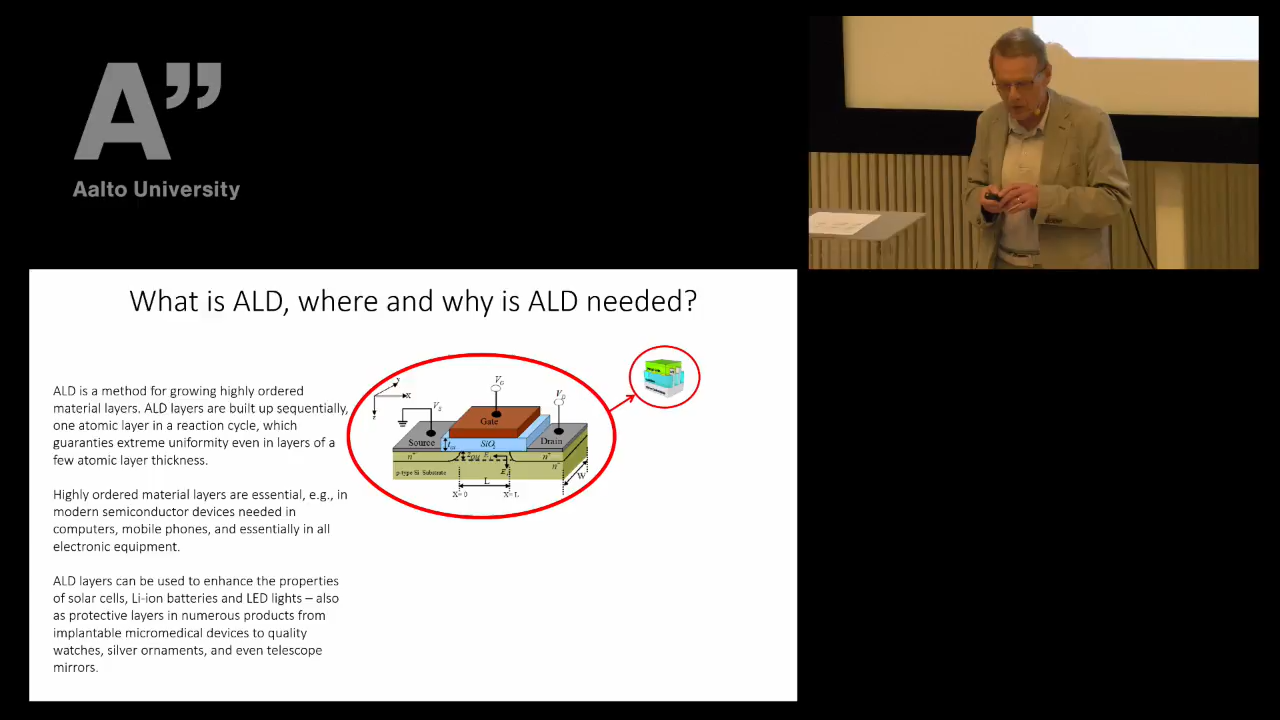 A”
Aalto University
What is ALD, where and why is ALD needed?
ALD is a method for growing highly ordered
material layers. ALD layers are built up sequentially,
one atomic layer in a reaction cycle, which
guaranties extreme uniformity even in layers of a
few atomic layer thickness.
Highly ordered material layers are essential, e.g., in
modern semiconductor devices needed in
computers, mobile phones, and essentially in all
electronic equipment.
ALD layers can be used to enhance the properties
of solar cells, Li-ion batteries and LED lights – also
as protective layers in numerous products from
implantable micromedical devices to quality
watches, silver ornaments, and even telescope
mirrors.
y
x
z
V_S
V_G
V_D
Gate
Source
SiO₂
Drain
n⁺
n⁺
n⁻
p-type Si Substrate
L
W
X= 0
X= L